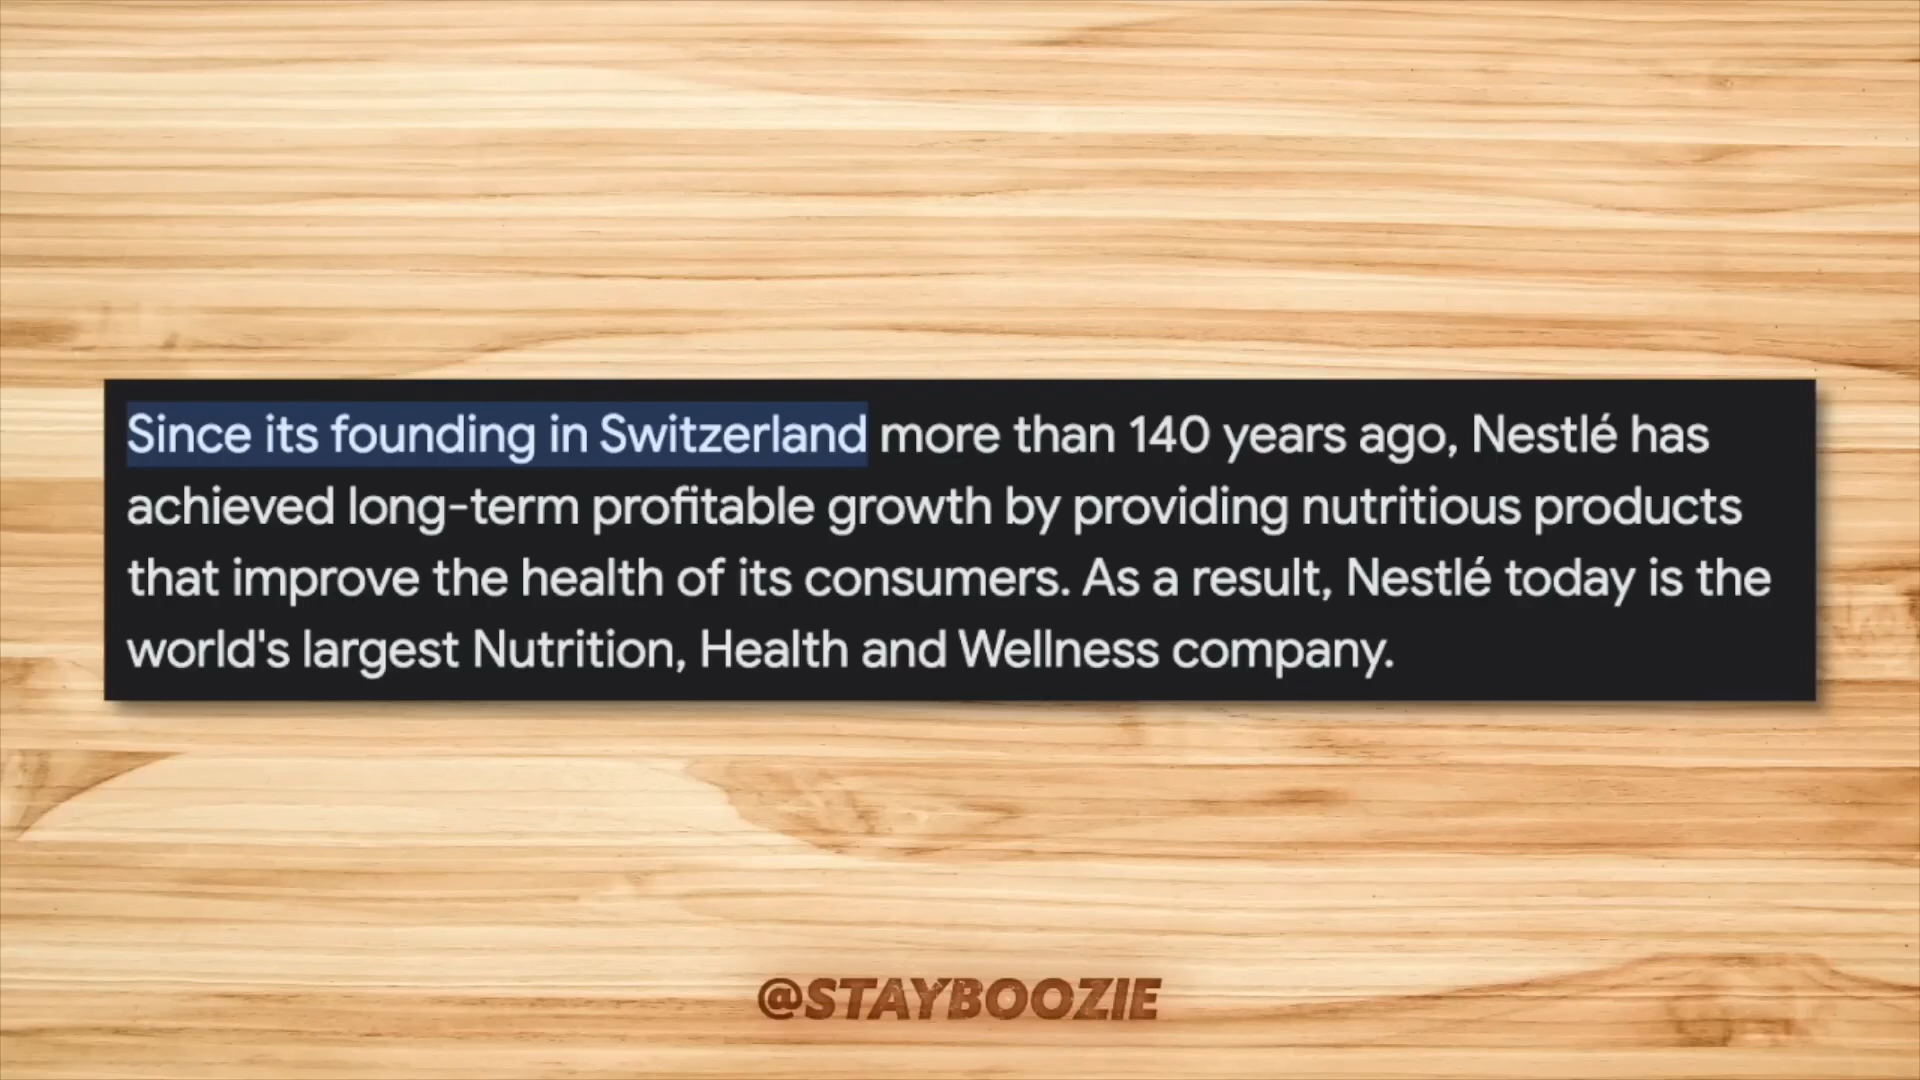 Since its founding in Switzerland more than 140 years ago, Nestlé has
achieved long-term profitable growth by providing nutritious products
that improve the health of its consumers. As a result, Nestlé today is the
world's largest Nutrition, Health and Wellness company.
@STAYBOOZIE